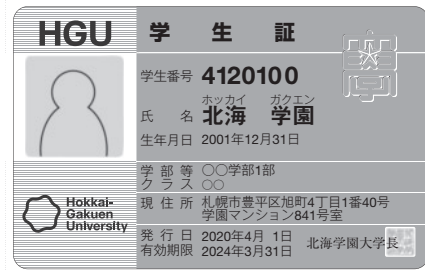 HGU 学生証
学生番号 4120100
ホッカイ ガクエン
氏名 北海 学園
生年月日 2001年12月31日
学部等 〇〇学部1部
クラス 〇〇
Hokkai-
Gakuen
University
現住所 札幌市豊平区旭町4丁目1番40号
学園マンション841号室
発行日 2020年4月 1日
有効期限 2024年3月31日
北海学園大学長